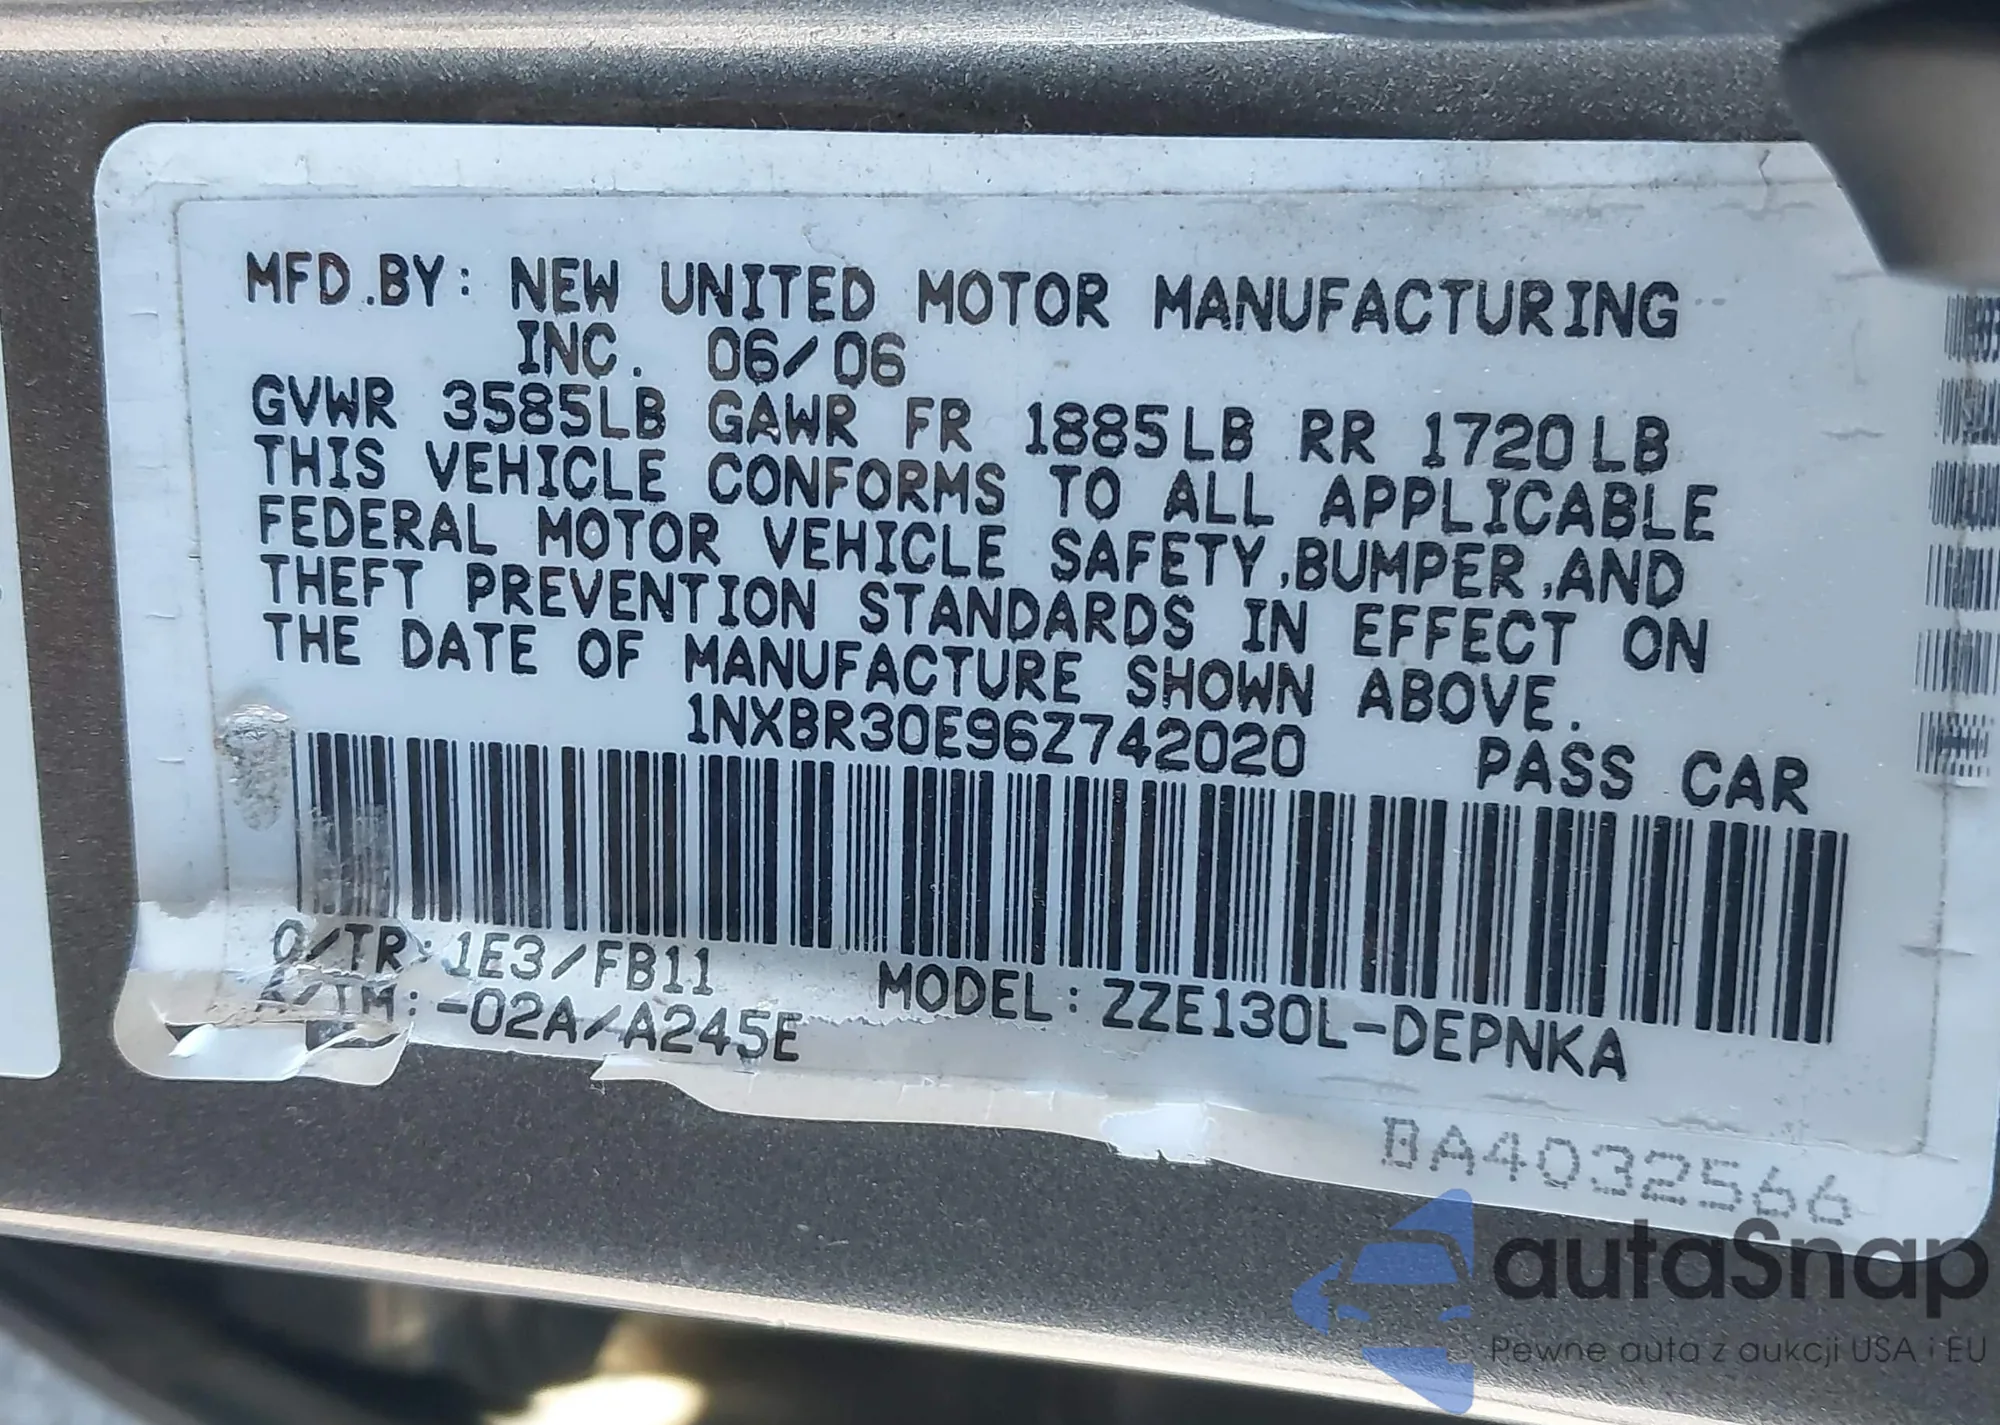 MFD.BY: NEW UNITED MOTOR MANUFACTURING
INC. 06/06
GVWR 3585LB GAWR FR 1885LB RR 1720LB
THIS VEHICLE CONFORMS TO ALL APPLICABLE
FEDERAL MOTOR VEHICLE SAFETY,BUMPER,AND
THEFT PREVENTION STANDARDS IN EFFECT ON
THE DATE OF MANUFACTURE SHOWN ABOVE.
1NXBR30E96Z742020 PASS CAR
C/TR: 1E3/FB11
A/TM: -02A/A245E MODEL: ZZE130L-DEPNKA
BA4032566
autaSnap
Pewne auta z aukcji USA i EU